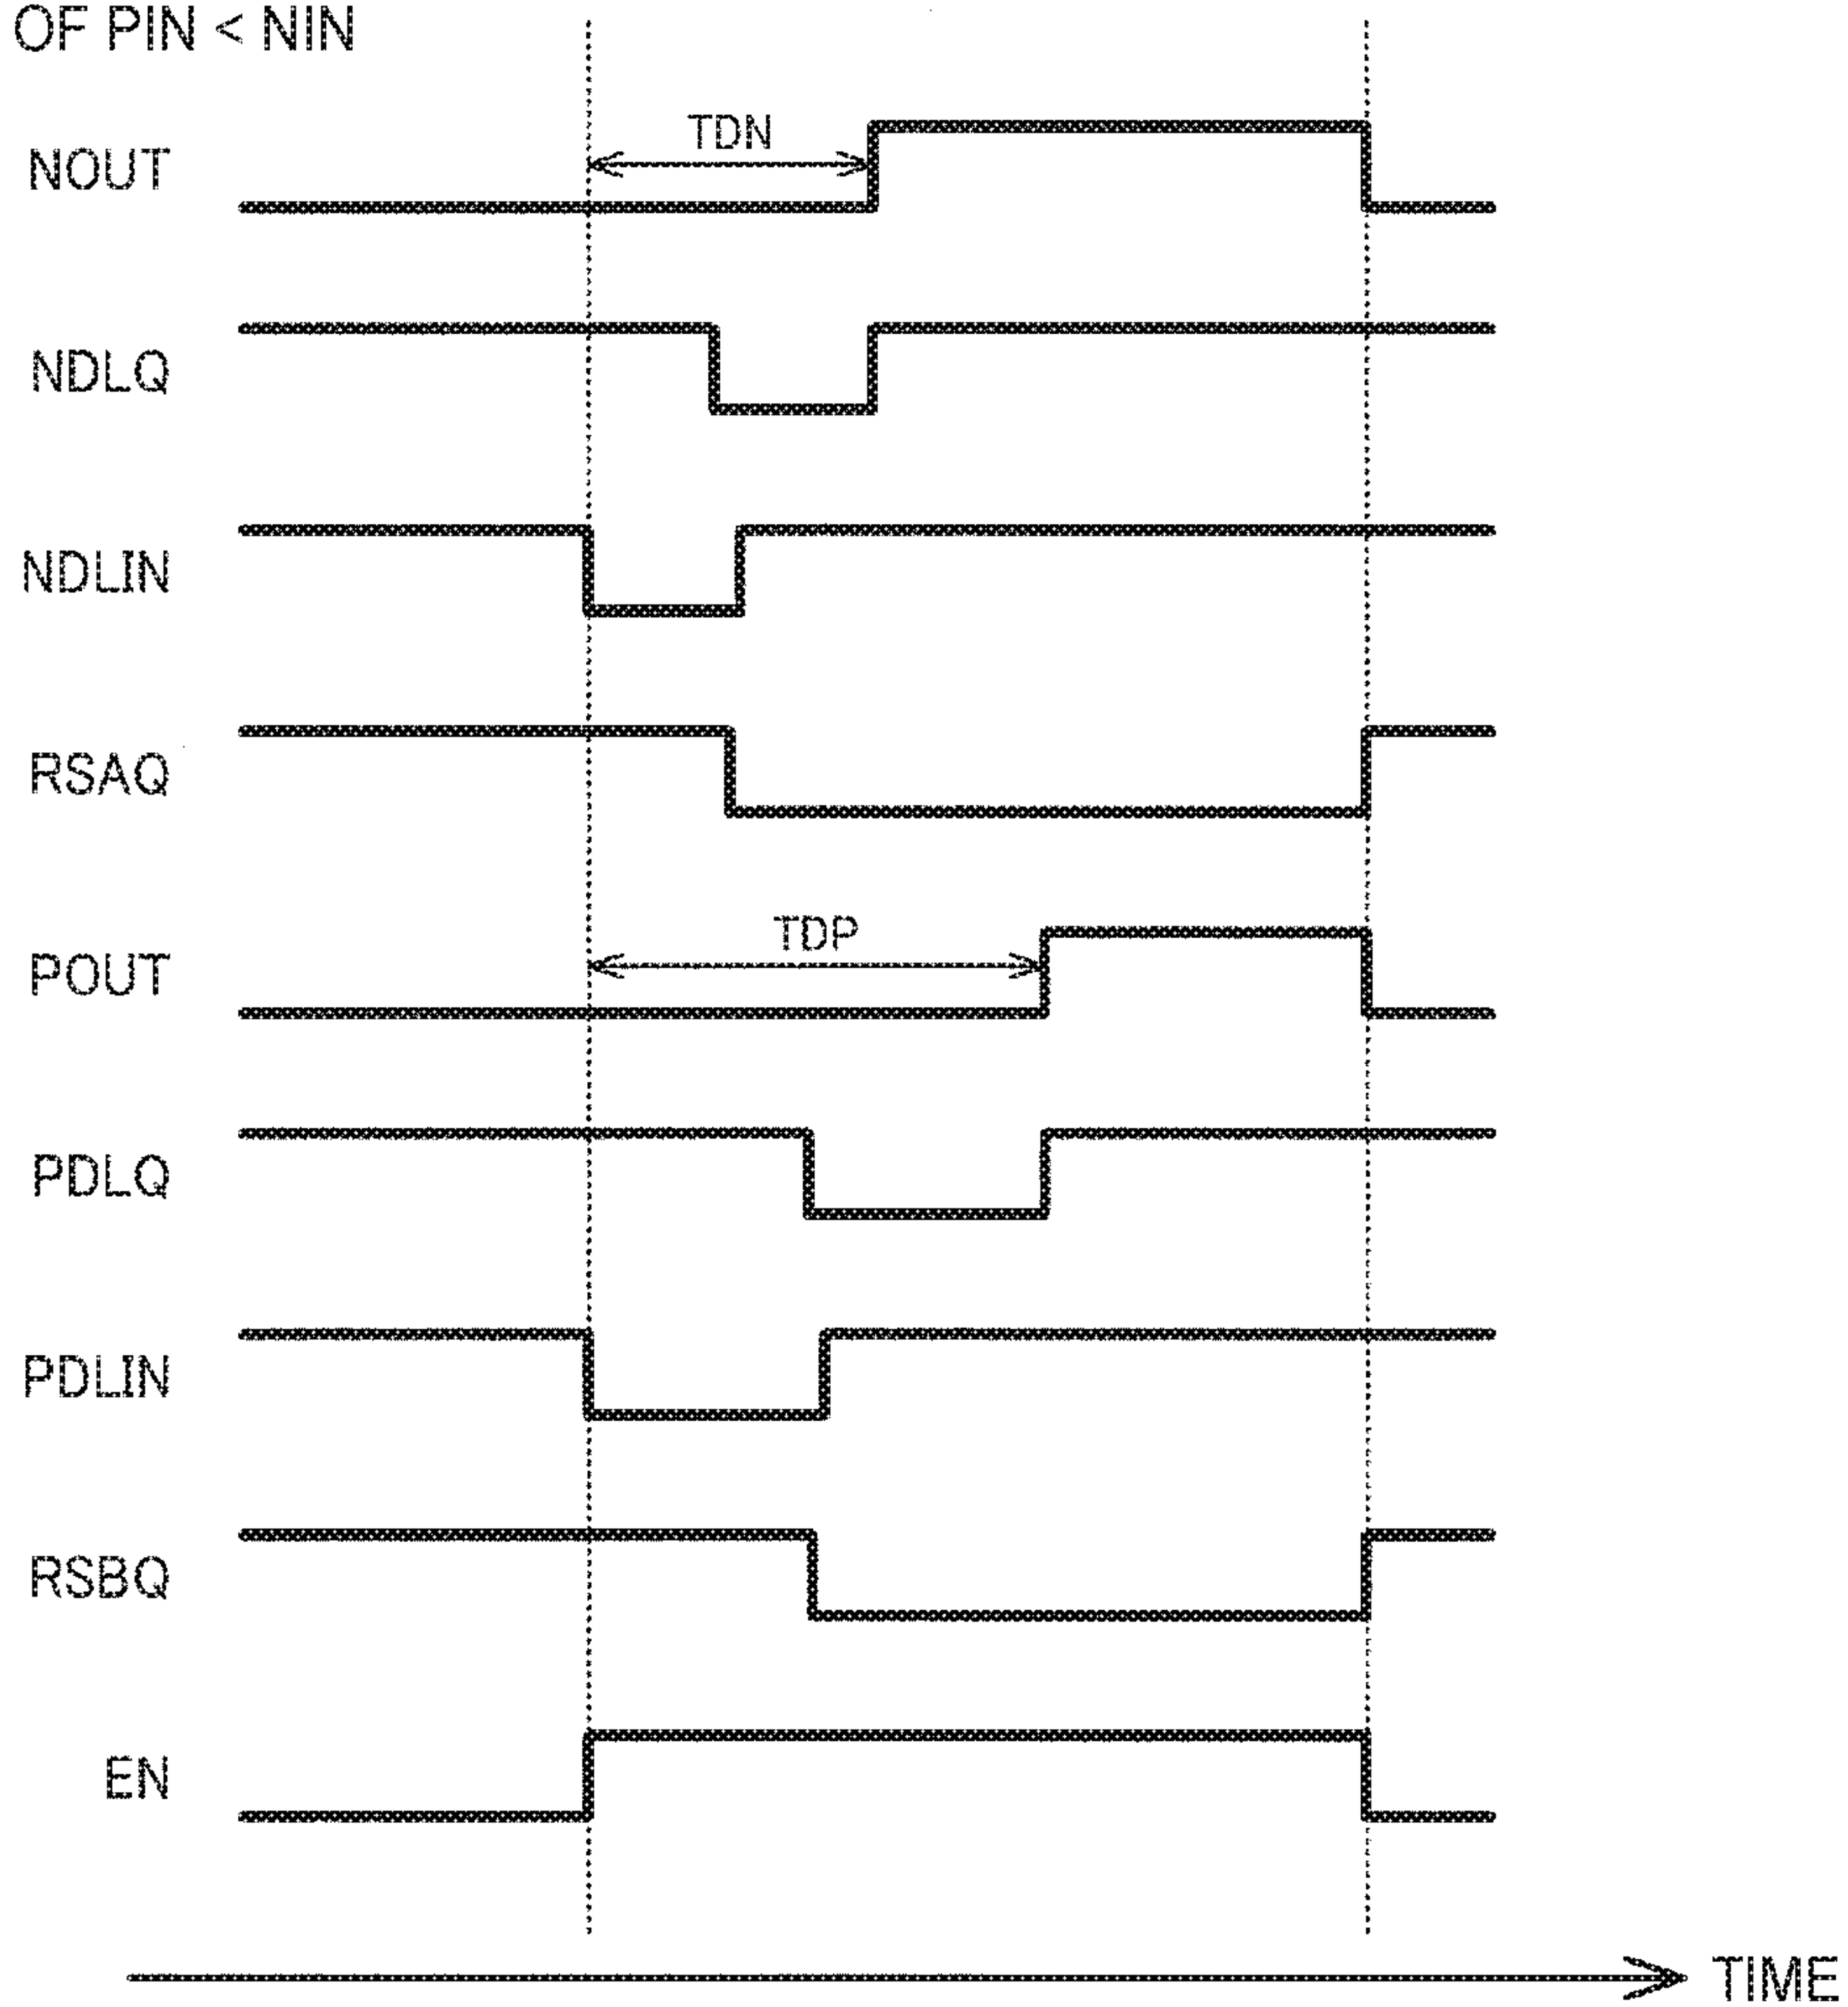 OF PIN < NIN
TDN
NOUT
NDLQ
NDLIN
RSAQ
TDP
POUT
PDLQ
PDLIN
RSBQ
EN
TIME